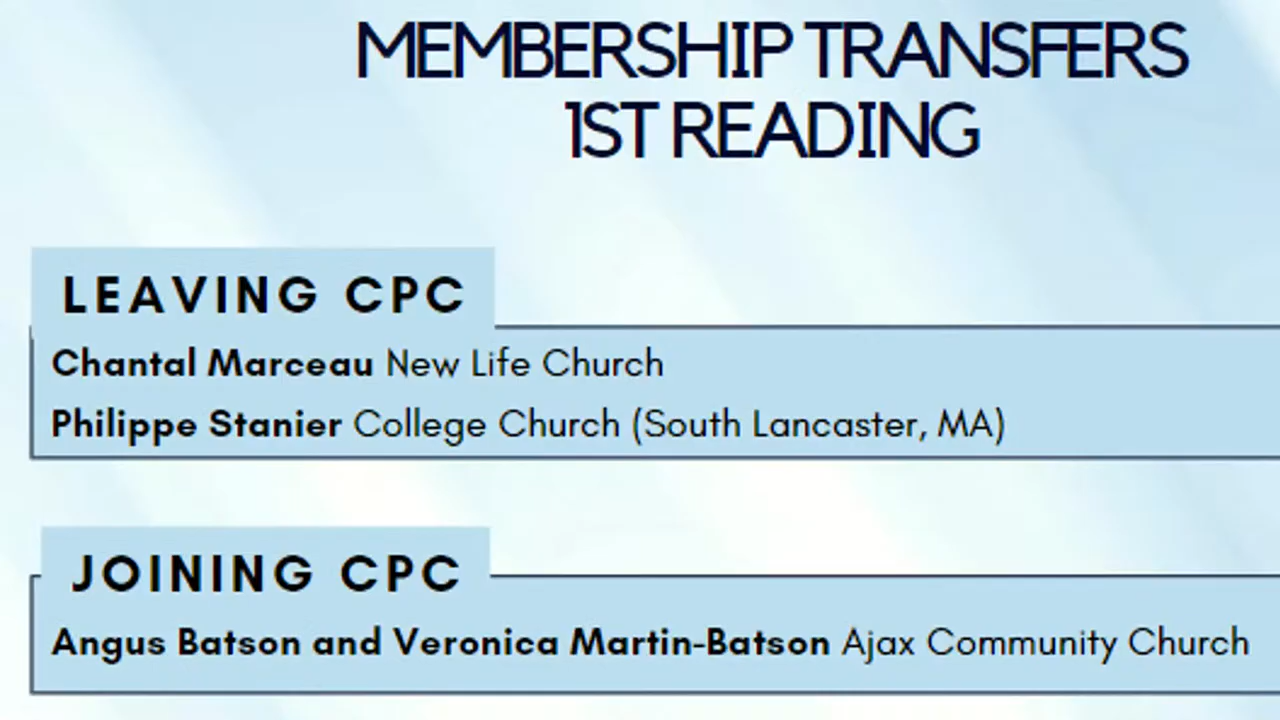 MEMBERSHIP TRANSFERS
1ST READING
LEAVING CPC
Chantal Marceau New Life Church
Philippe Stanier College Church (South Lancaster, MA)
JOINING CPC
Angus Batson and Veronica Martin-Batson Ajax Community Church